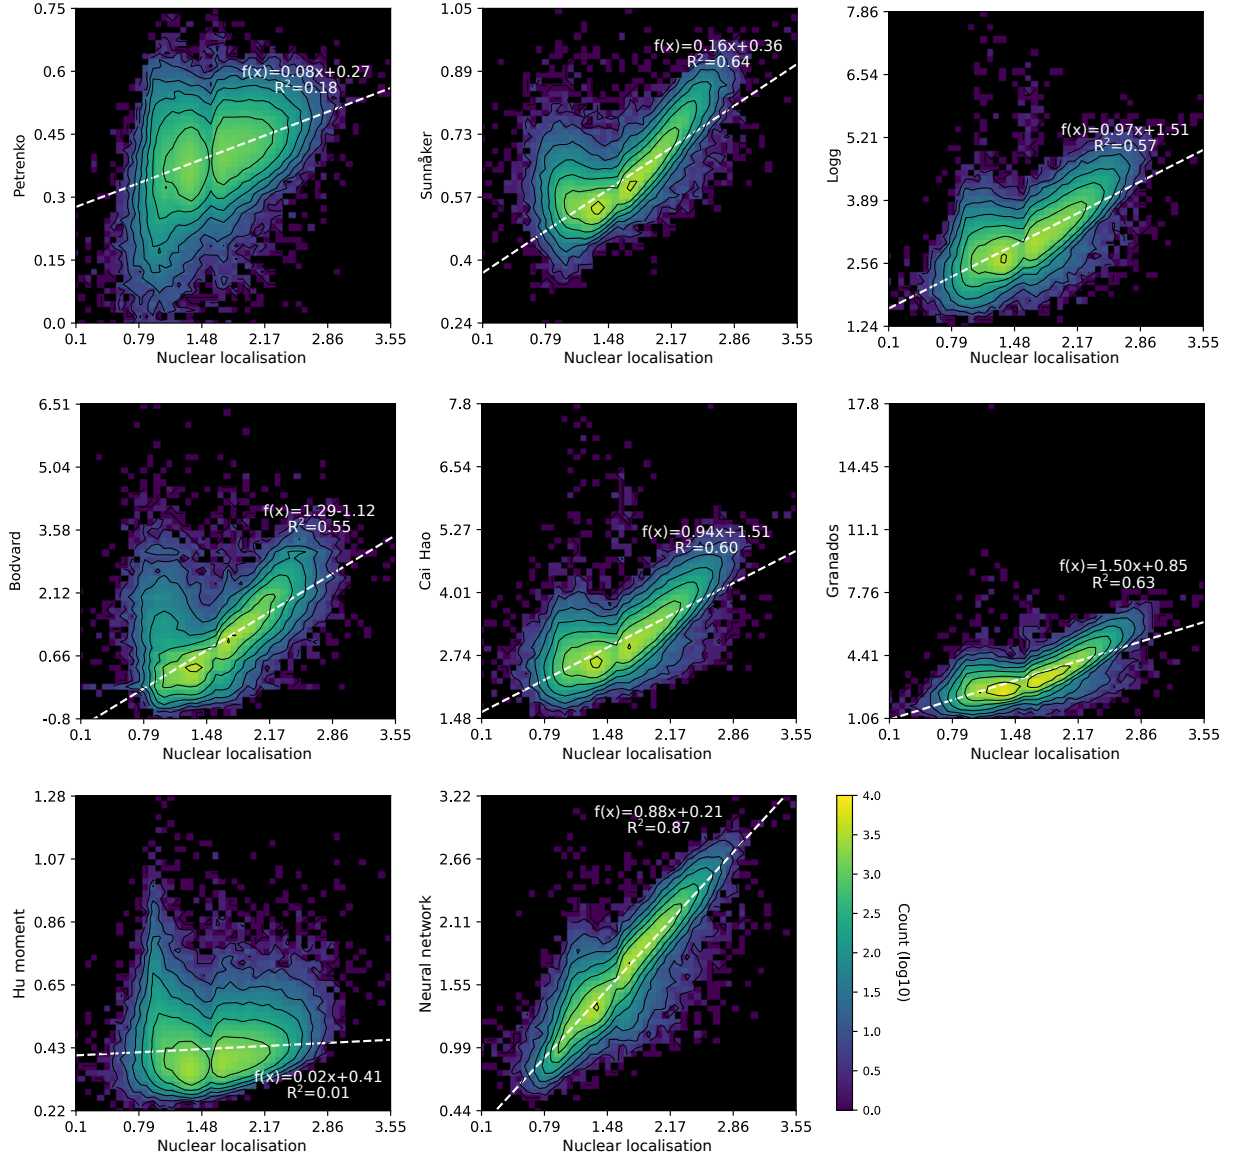 0.75
0.6
0.45
0.3
0.15
0.0
Petrenko
f(x)=0.08x+0.27
R²=0.18
0.1 0.79 1.48 2.17 2.86 3.55
Nuclear localisation
1.05
0.89
0.73
0.57
0.4
0.24
Sunnåker
f(x)=0.16x+0.36
R²=0.64
0.1 0.79 1.48 2.17 2.86 3.55
Nuclear localisation
7.86
6.54
5.21
3.89
2.56
1.24
Logg
f(x)=0.97x+1.51
R²=0.57
0.1 0.79 1.48 2.17 2.86 3.55
Nuclear localisation
6.51
5.04
3.58
2.12
0.66
-0.8
Bodvard
f(x)=1.29-1.12
R²=0.55
0.1 0.79 1.48 2.17 2.86 3.55
Nuclear localisation
7.8
6.54
5.27
4.01
2.74
1.48
Cai Hao
f(x)=0.94x+1.51
R²=0.60
0.1 0.79 1.48 2.17 2.86 3.55
Nuclear localisation
17.8
14.45
11.1
7.76
4.41
1.06
Granados
f(x)=1.50x+0.85
R²=0.63
0.1 0.79 1.48 2.17 2.86 3.55
Nuclear localisation
1.28
1.07
0.86
0.65
0.43
0.22
Hu moment
f(x)=0.02x+0.41
R²=0.01
0.1 0.79 1.48 2.17 2.86 3.55
Nuclear localisation
3.22
2.66
2.11
1.55
0.99
0.44
Neural network
f(x)=0.88x+0.21
R²=0.87
0.1 0.79 1.48 2.17 2.86 3.55
Nuclear localisation
4.0
3.5
3.0
2.5
2.0
1.5
1.0
0.5
0.0
Count (log10)